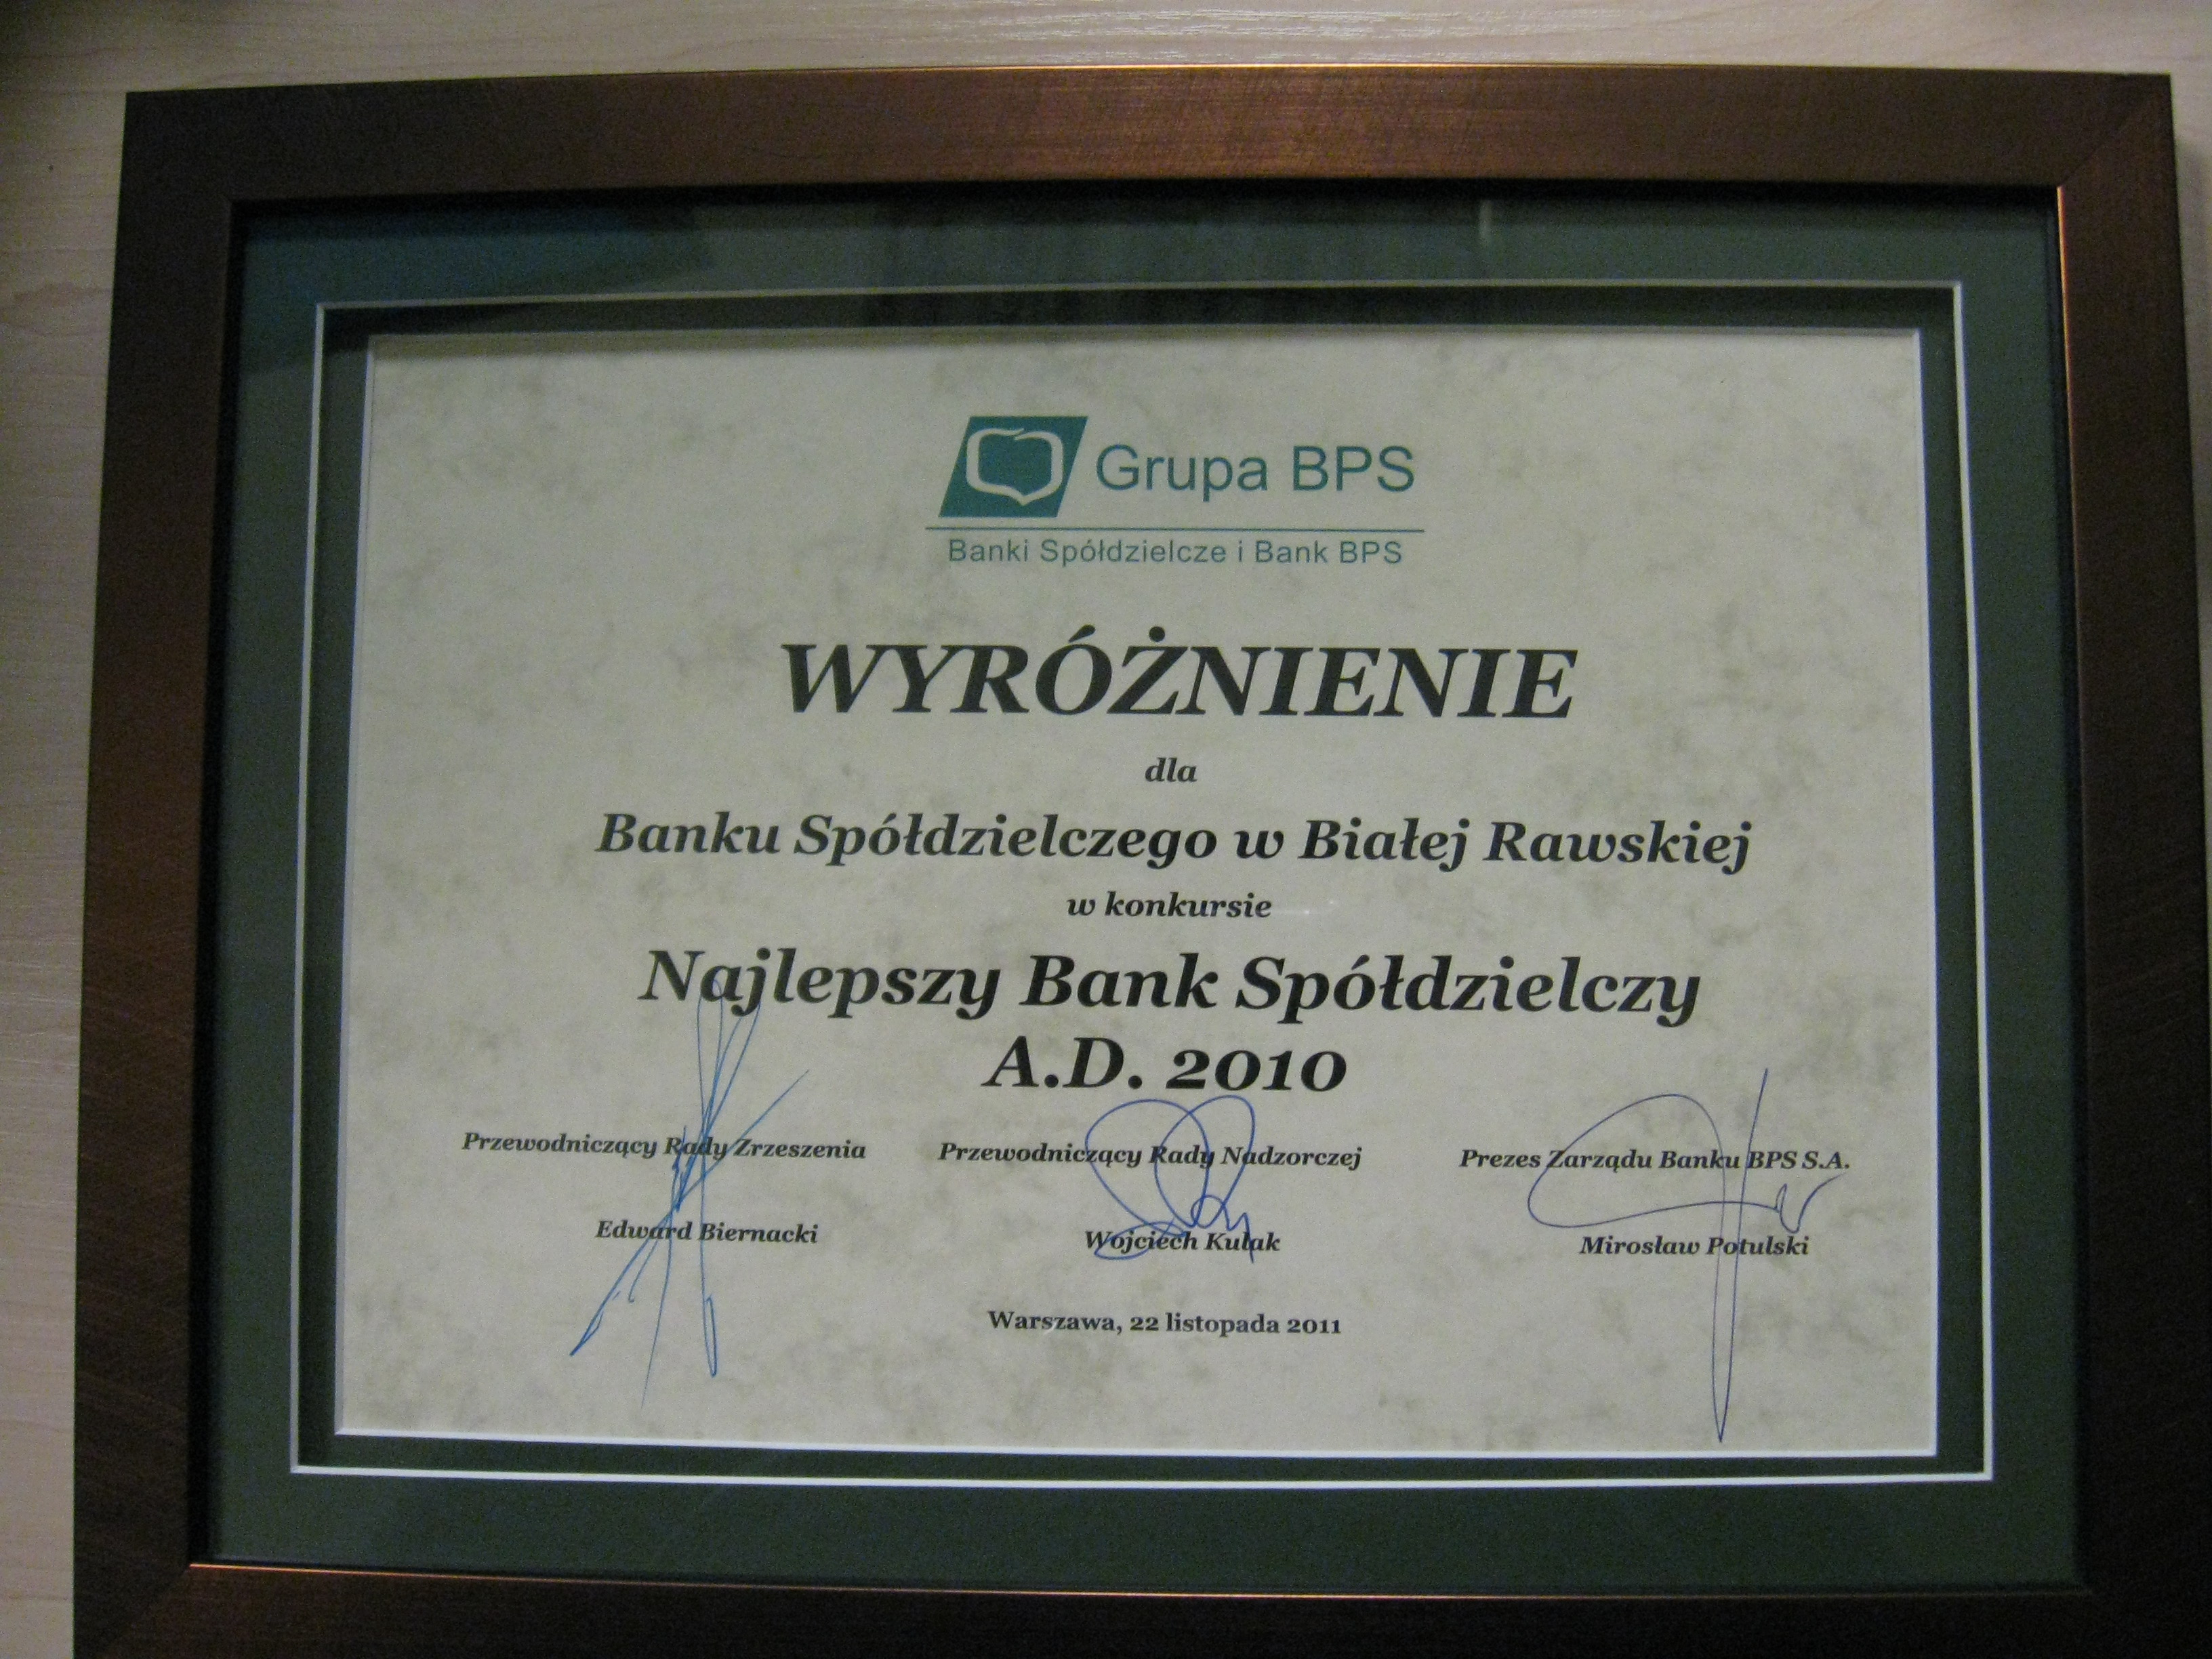 Grupa BPS
Banki Spółdzielcze i Bank BPS
WYRÓŻNIENIE
dla
Banku Spółdzielczego w Białej Rawskiej
w konkursie
Najlepszy Bank Spółdzielczy
A.D. 2010
Przewodniczący Rady Zrzeszenia
Edward Biernacki
Przewodniczący Rady Nadzorczej
Wojciech Kulak
Prezes Zarządu Banku BPS S.A.
Mirosław Potulski
Warszawa, 22 listopada 2011